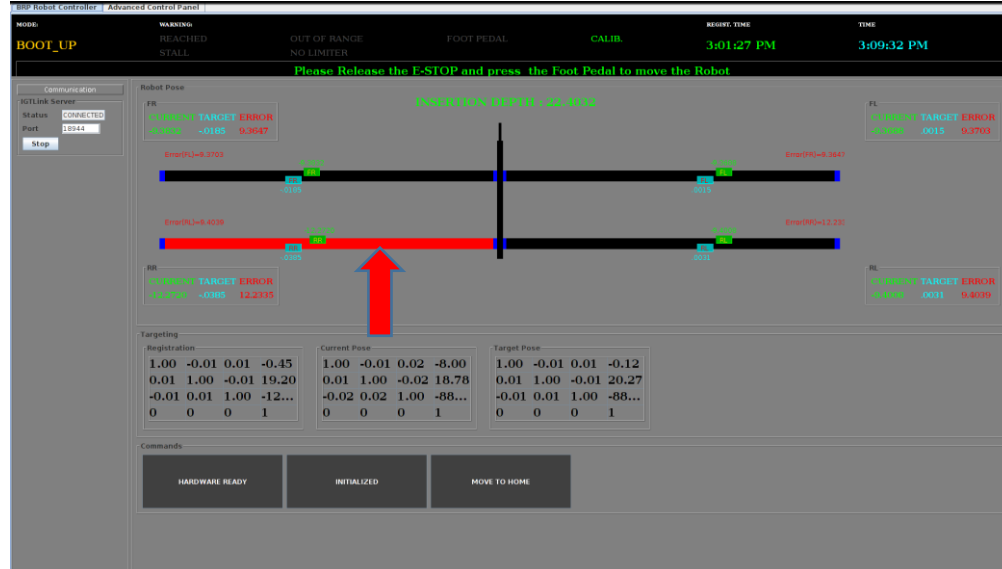 BRP Robot Controller Advanced Control Panel
MODE: WARNING: REGIST. TIME TIME
REACHED OUT OF RANGE FOOT PEDAL CALIB.
BOOT_UP 3:01:27 PM 3:09:32 PM
STALL NO LIMITER
Please Release the E-STOP and press the Foot Pedal to move the Robot
Communication
IGTLink Server
Status CONNECTED
Port 18944
Stop
Robot Pose
INSERTION DEPTH : 22.4032
FR
CURRENT TARGET ERROR
-.0185 9.3647
FL
CURRENT TARGET ERROR
.0015 9.3703
Error(FL)=9.3703
Error(FR)=9.3647
FR
FR
-.0185
FL
FL
.0015
Error(RL)=9.4039
Error(RR)=12.23
RR
RR
-.0385
RL
RL
.0031
RR
CURRENT TARGET ERROR
-12.2720 -.0385 12.2335
RL
CURRENT TARGET ERROR
-9.4008 .0031 9.4039
Targeting
Registration
1.00 -0.01 0.01 -0.45
0.01 1.00 -0.01 19.20
-0.01 0.01 1.00 -12...
0 0 0 1
Current Pose
1.00 -0.01 0.02 -8.00
0.01 1.00 -0.02 18.78
-0.02 0.02 1.00 -88...
0 0 0 1
Target Pose
1.00 -0.01 0.01 -0.12
0.01 1.00 -0.01 20.27
-0.01 0.01 1.00 -88...
0 0 0 1
Commands
HARDWARE READY
INITIALIZED
MOVE TO HOME